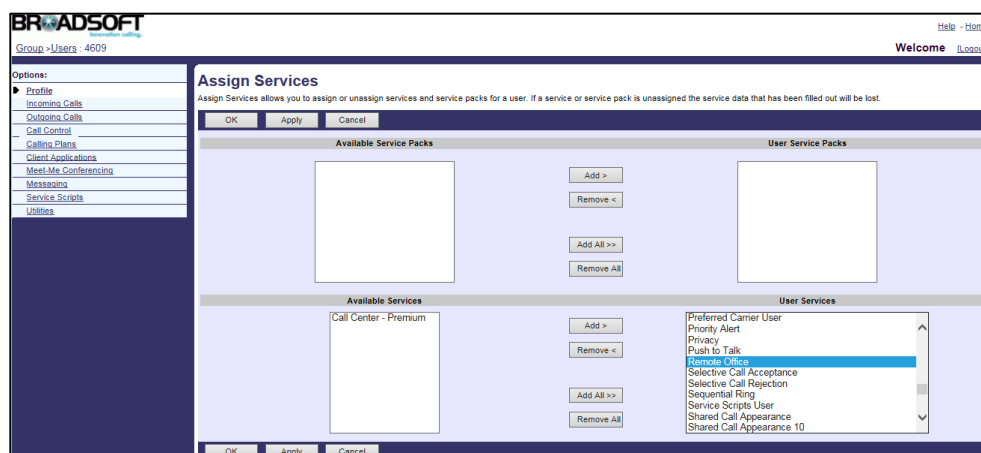 BROADSOFT
innovation calling.
Help - Hom
Group >Users : 4609
Welcome [Logou
Options:
Profile
Incoming Calls
Outgoing Calls
Call Control
Calling Plans
Client Applications
Meet-Me Conferencing
Messaging
Service Scripts
Utilities
Assign Services
Assign Services allows you to assign or unassign services and service packs for a user. If a service or service pack is unassigned the service data that has been filled out will be lost.
OK Apply Cancel
Available Service Packs User Service Packs
Add >
Remove <
Add All >>
Remove All
Available Services User Services
Call Center - Premium
Add >
Remove <
Add All >>
Remove All
Preferred Carrier User
Priority Alert
Privacy
Push to Talk
Remote Office
Selective Call Acceptance
Selective Call Rejection
Sequential Ring
Service Scripts User
Shared Call Appearance
Shared Call Appearance 10
OK Apply Cancel